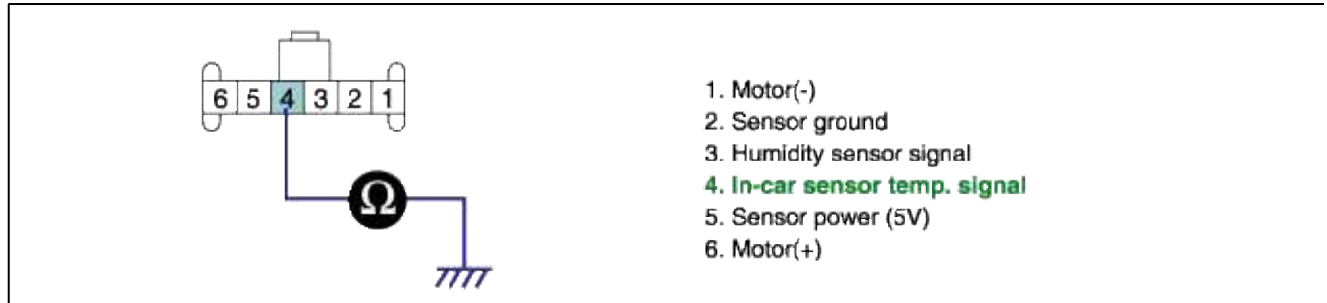 6 5 4 3 2 1
Ω
1. Motor(-)
2. Sensor ground
3. Humidity sensor signal
4. In-car sensor temp. signal
5. Sensor power (5V)
6. Motor(+)